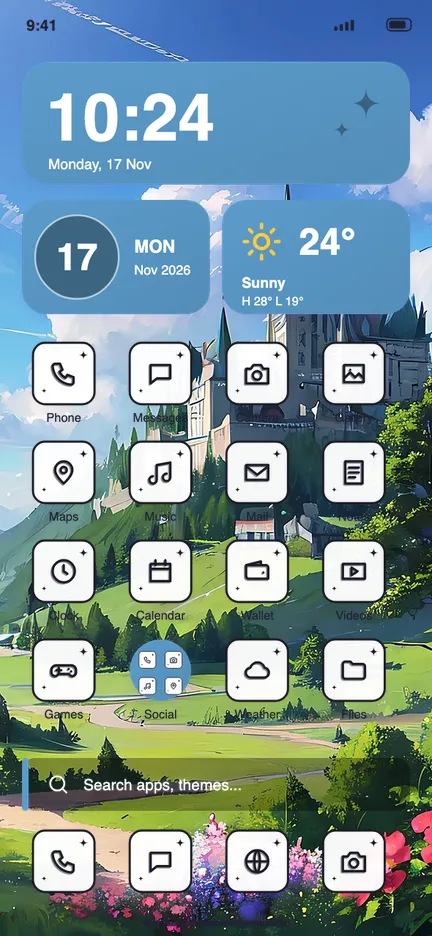 9:41
10:24
Monday, 17 Nov
17
MON
Nov 2026
24°
Sunny
H 28° L 19°
Phone
Messages
Maps
Music
Mail
Clock
Calendar
Wallet
Videos
Games
Social
Weather
Files
Search apps, themes...